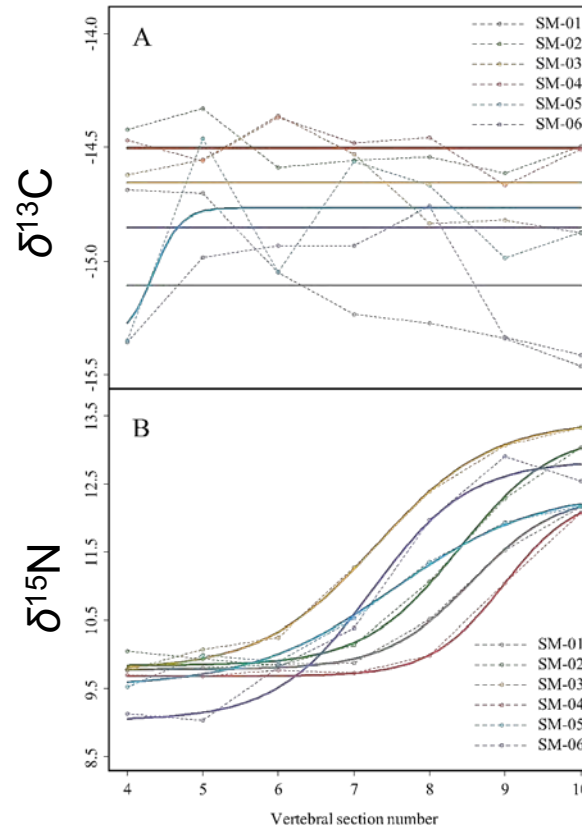 A
-14.0
-14.5
-15.0
-15.5
δ13C
SM-01
SM-02
SM-03
SM-04
SM-05
SM-06
B
13.5
12.5
11.5
10.5
9.5
8.5
δ15N
SM-01
SM-02
SM-03
SM-04
SM-05
SM-06
4 5 6 7 8 9 10
Vertebral section number